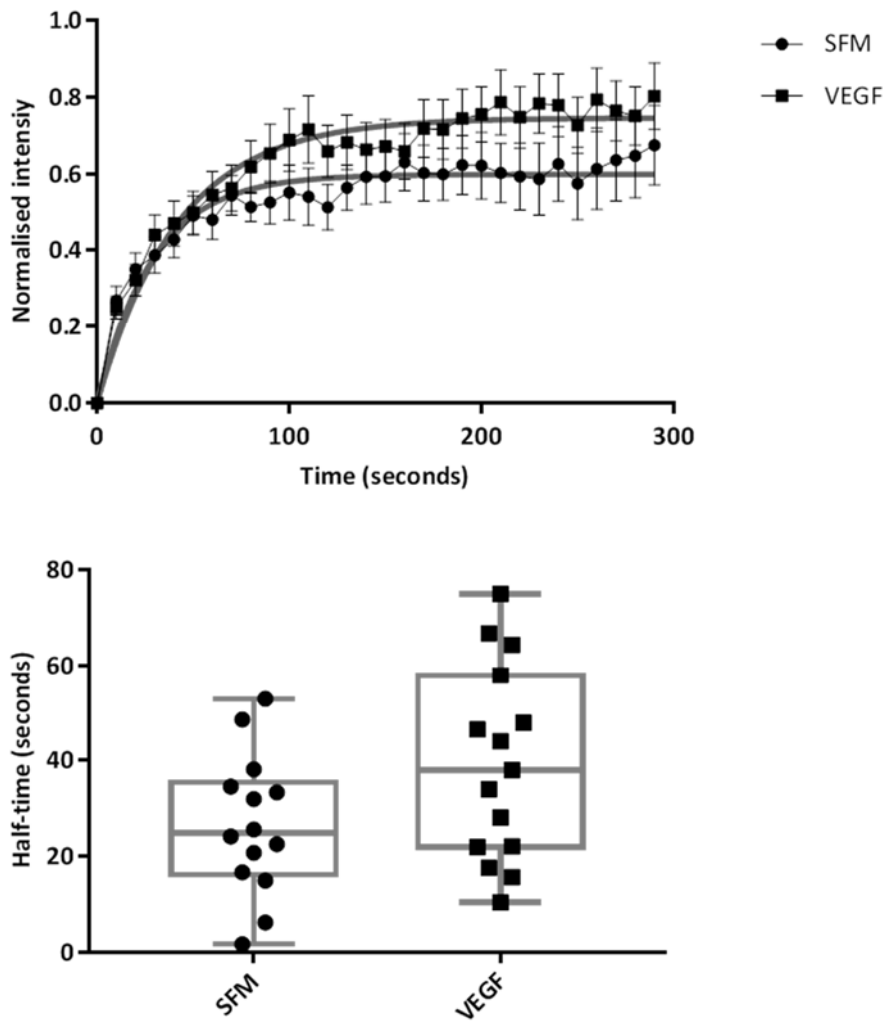 1.0
0.8
0.6
0.4
0.2
0.0
Normalised intensiy
0 100 200 300
Time (seconds)
SFM
VEGF
80
60
40
20
0
Half-time (seconds)
SFM
VEGF